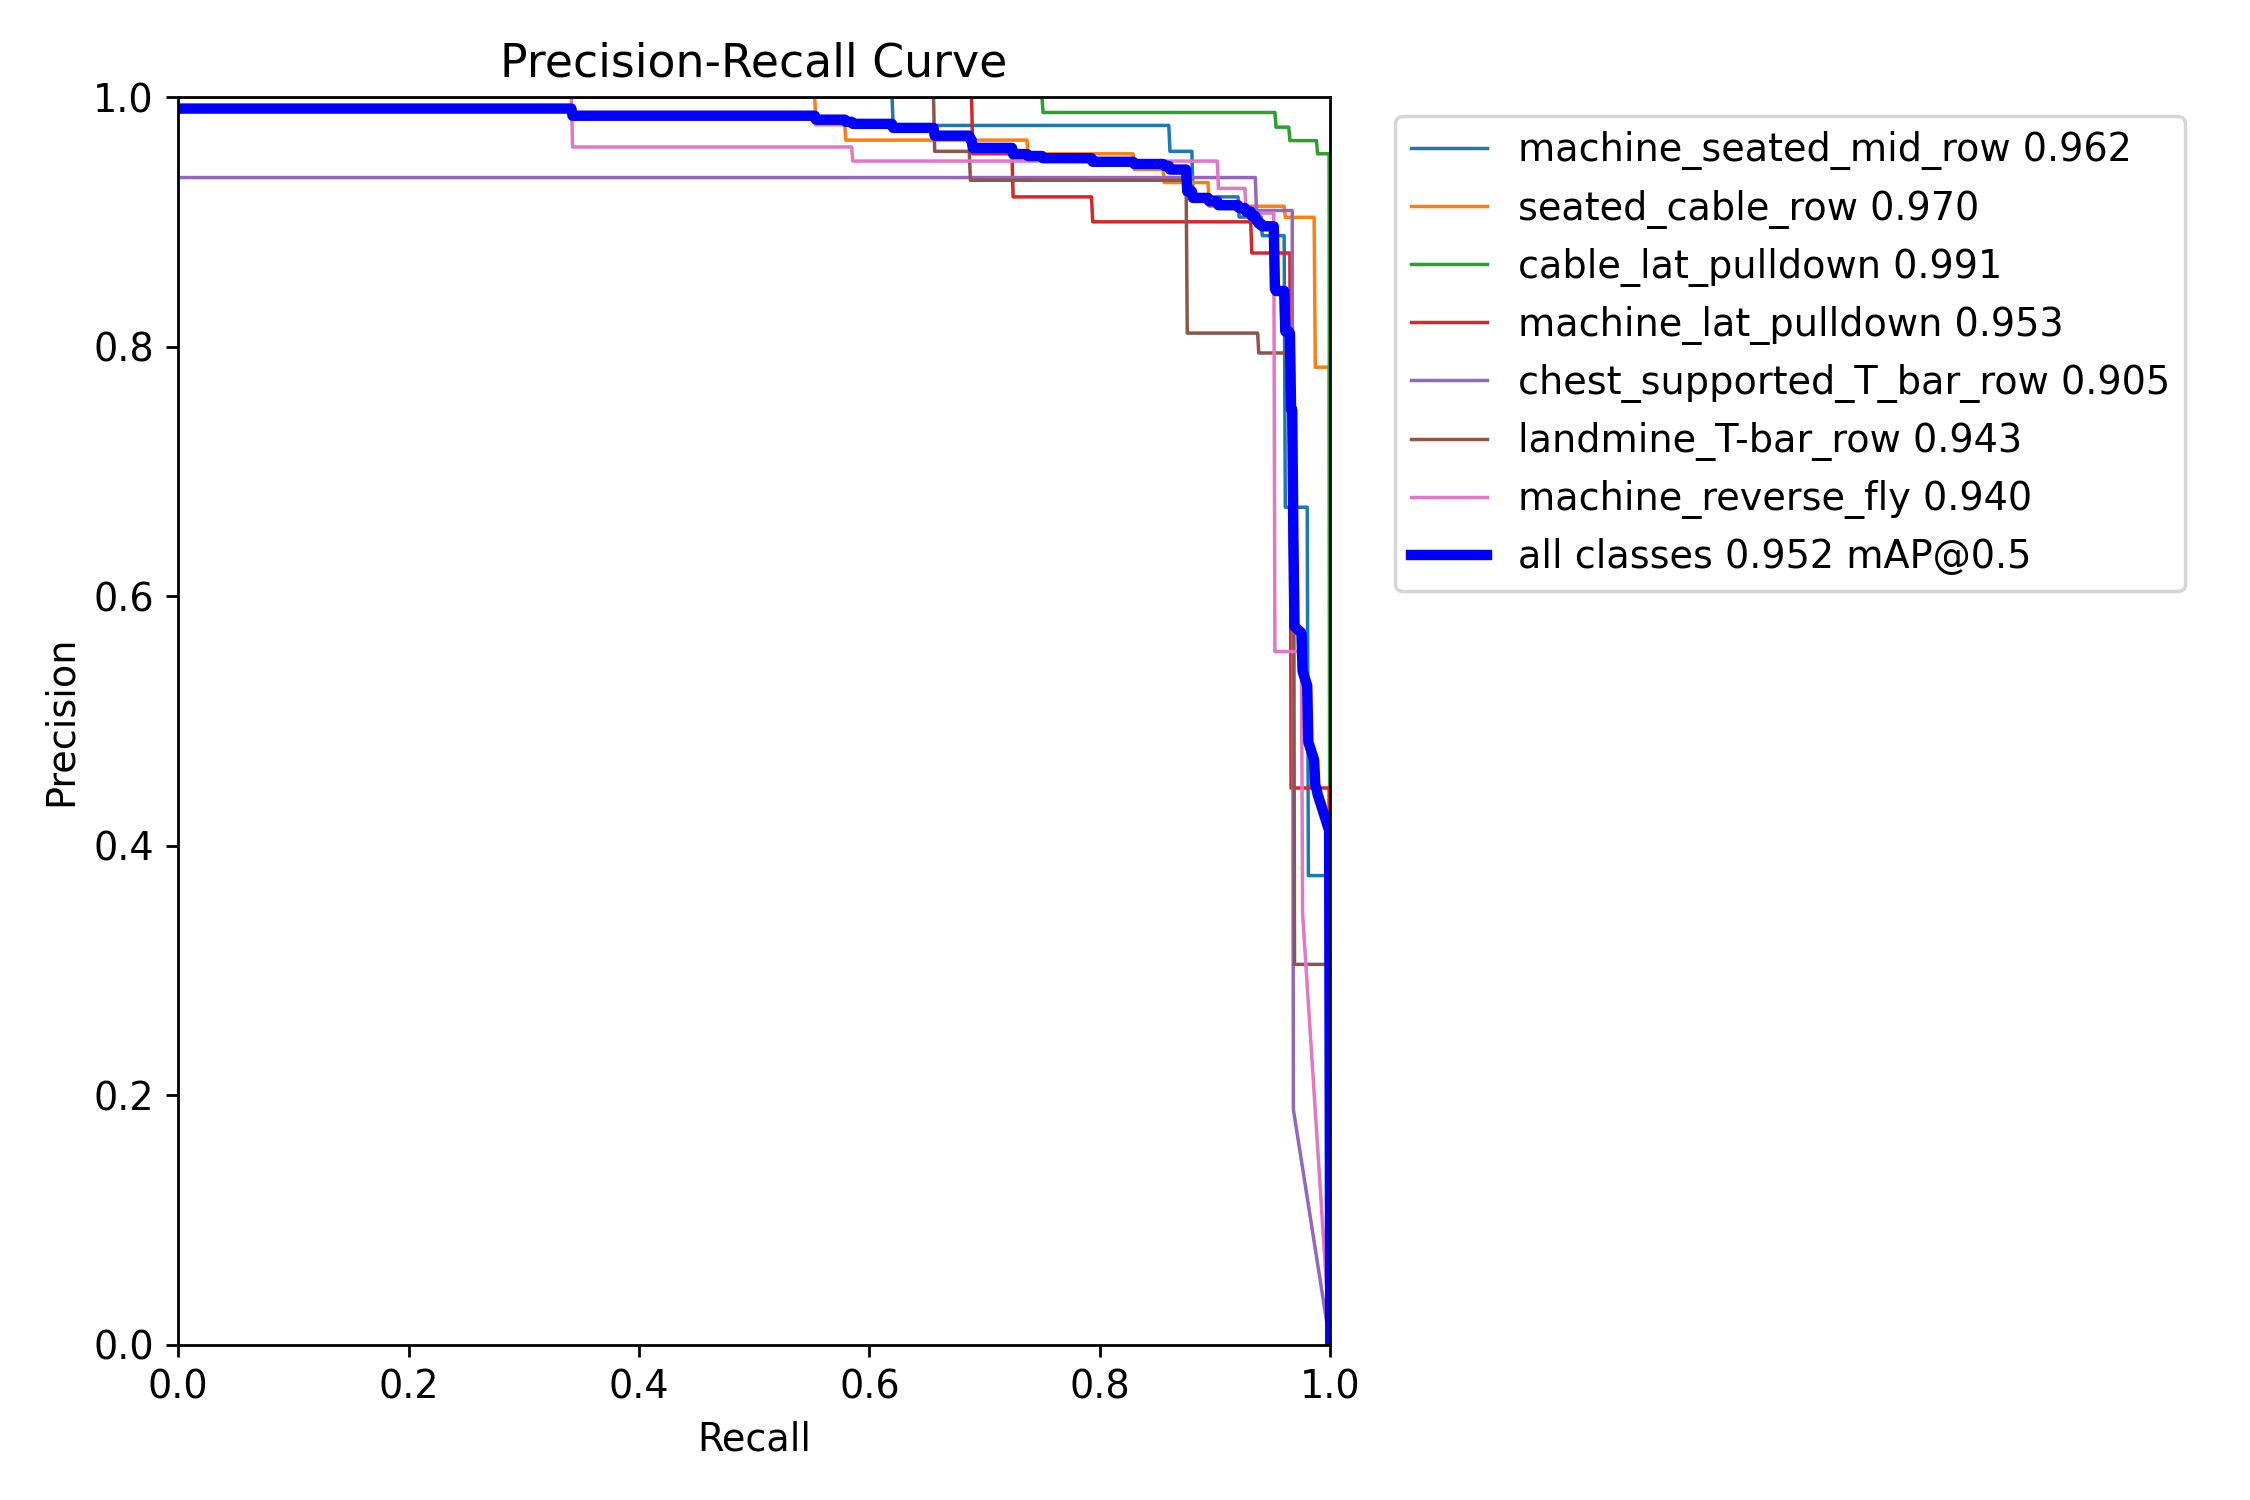 Precision-Recall Curve
1.0
0.8
0.6
0.4
0.2
0.0
Precision
0.0 0.2 0.4 0.6 0.8 1.0
Recall
machine_seated_mid_row 0.962
seated_cable_row 0.970
cable_lat_pulldown 0.991
machine_lat_pulldown 0.953
chest_supported_T_bar_row 0.905
landmine_T-bar_row 0.943
machine_reverse_fly 0.940
all classes 0.952 mAP@0.5